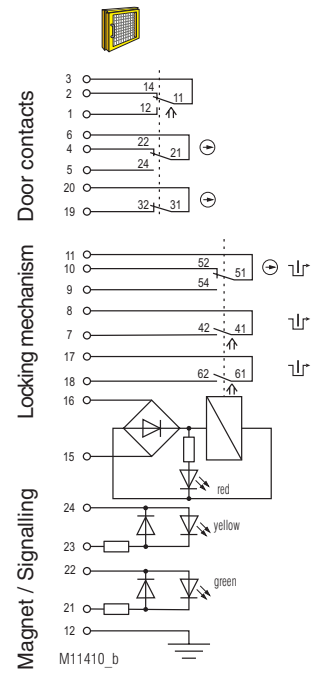 Door contacts
3
2 14
11
1 12
6
4 22
21
5 24
20
19 32 31
Locking mechanism
11
10 52
51
9 54
8
7 42 41
17
18 62 61
16
15
red
Magnet / Signalling
24
yellow
23
22
green
21
12
M11410_b